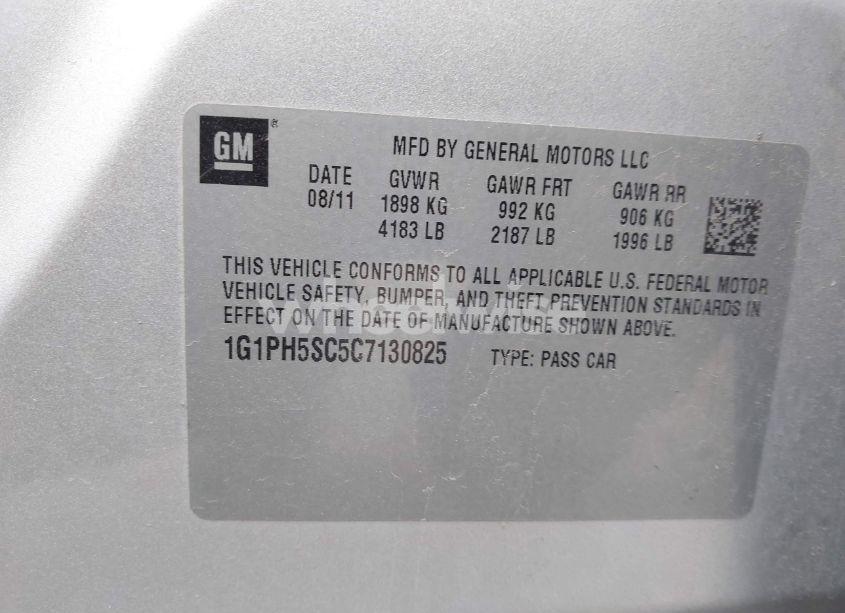 GM®
MFD BY GENERAL MOTORS LLC
DATE GVWR GAWR FRT GAWR RR
08/11 1898 KG 992 KG 906 KG
4183 LB 2187 LB 1996 LB
THIS VEHICLE CONFORMS TO ALL APPLICABLE U.S. FEDERAL MOTOR
VEHICLE SAFETY, BUMPER, AND THEFT PREVENTION STANDARDS IN
EFFECT ON THE DATE OF MANUFACTURE SHOWN ABOVE.
1G1PH5SC5C7130825 TYPE: PASS CAR